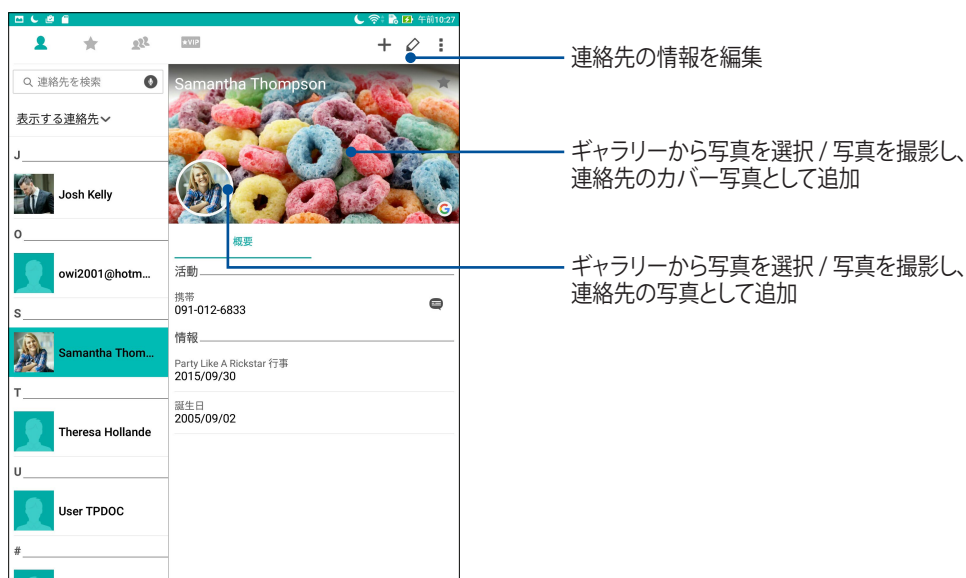 午前10:27
VIP
連絡先を検索
表示する連絡先
J
Josh Kelly
O
owi2001@hotm...
S
Samantha Thom...
T
Theresa Hollande
U
User TPDOC
#
Samantha Thompson
G
概要
活動
携帯
091-012-6833
情報
Party Like A Rickstar 行事
2015/09/30
誕生日
2005/09/02
連絡先の情報を編集
ギャラリーから写真を選択 / 写真を撮影し、
連絡先のカバー写真として追加
ギャラリーから写真を選択 / 写真を撮影し、
連絡先の写真として追加